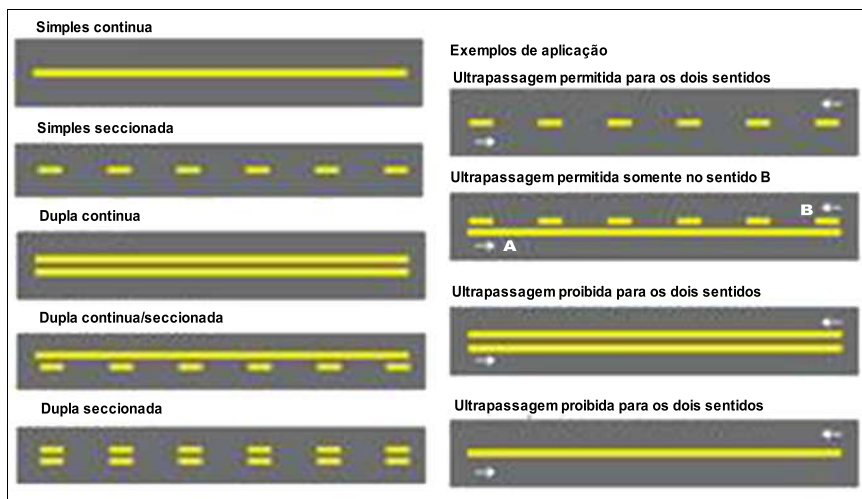 Simples continua
Simples seccionada
Dupla continua
Dupla continua/seccionada
Dupla seccionada
Exemplos de aplicação
Ultrapassagem permitida para os dois sentidos
Ultrapassagem permitida somente no sentido B
B
A
Ultrapassagem proibida para os dois sentidos
Ultrapassagem proibida para os dois sentidos